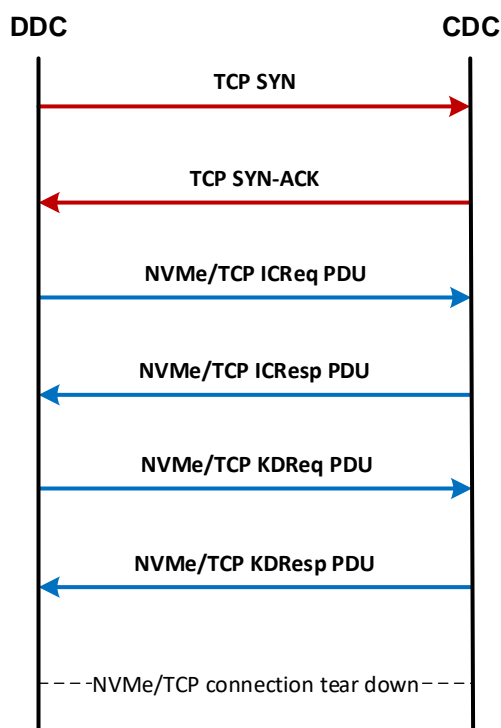 DDC CDC
TCP SYN
TCP SYN-ACK
NVMe/TCP ICReq PDU
NVMe/TCP ICResp PDU
NVMe/TCP KDReq PDU
NVMe/TCP KDResp PDU
NVMe/TCP connection tear down